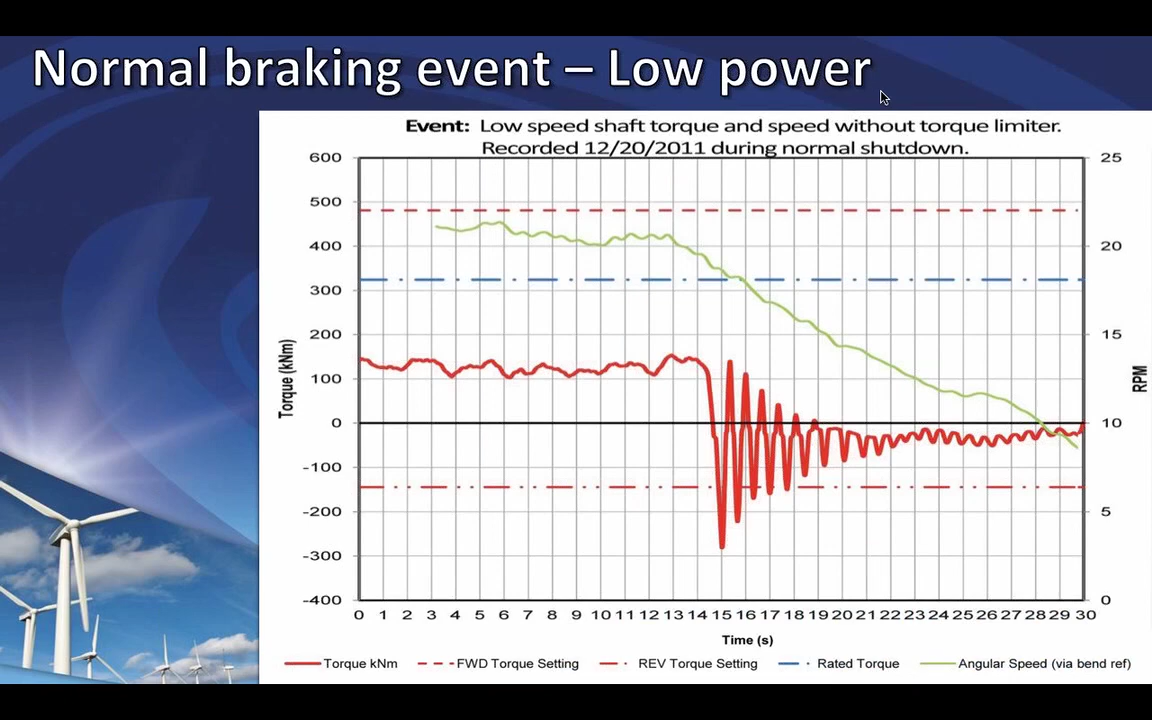 Normal braking event – Low power
Event: Low speed shaft torque and speed without torque limiter.
Recorded 12/20/2011 during normal shutdown.
600
500
400
300
200
100
0
-100
-200
-300
-400
Torque (kNm)
25
20
15
10
5
0
RPM
0 1 2 3 4 5 6 7 8 9 10 11 12 13 14 15 16 17 18 19 20 21 22 23 24 25 26 27 28 29 30
Time (s)
Torque kNm FWD Torque Setting REV Torque Setting Rated Torque Angular Speed (via bend ref)